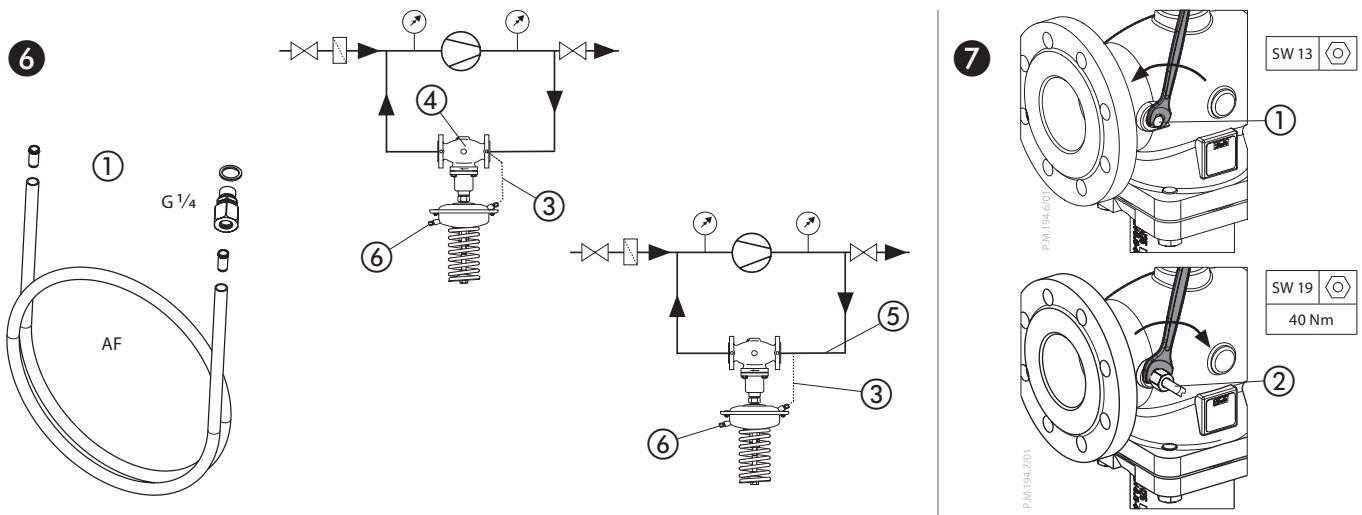 6
①
G ¼
AF
④
③
⑥
⑤
③
⑥
7
SW 13
①
P.M.194.6/01
SW 19
40 Nm
②
P.M.194.7/01